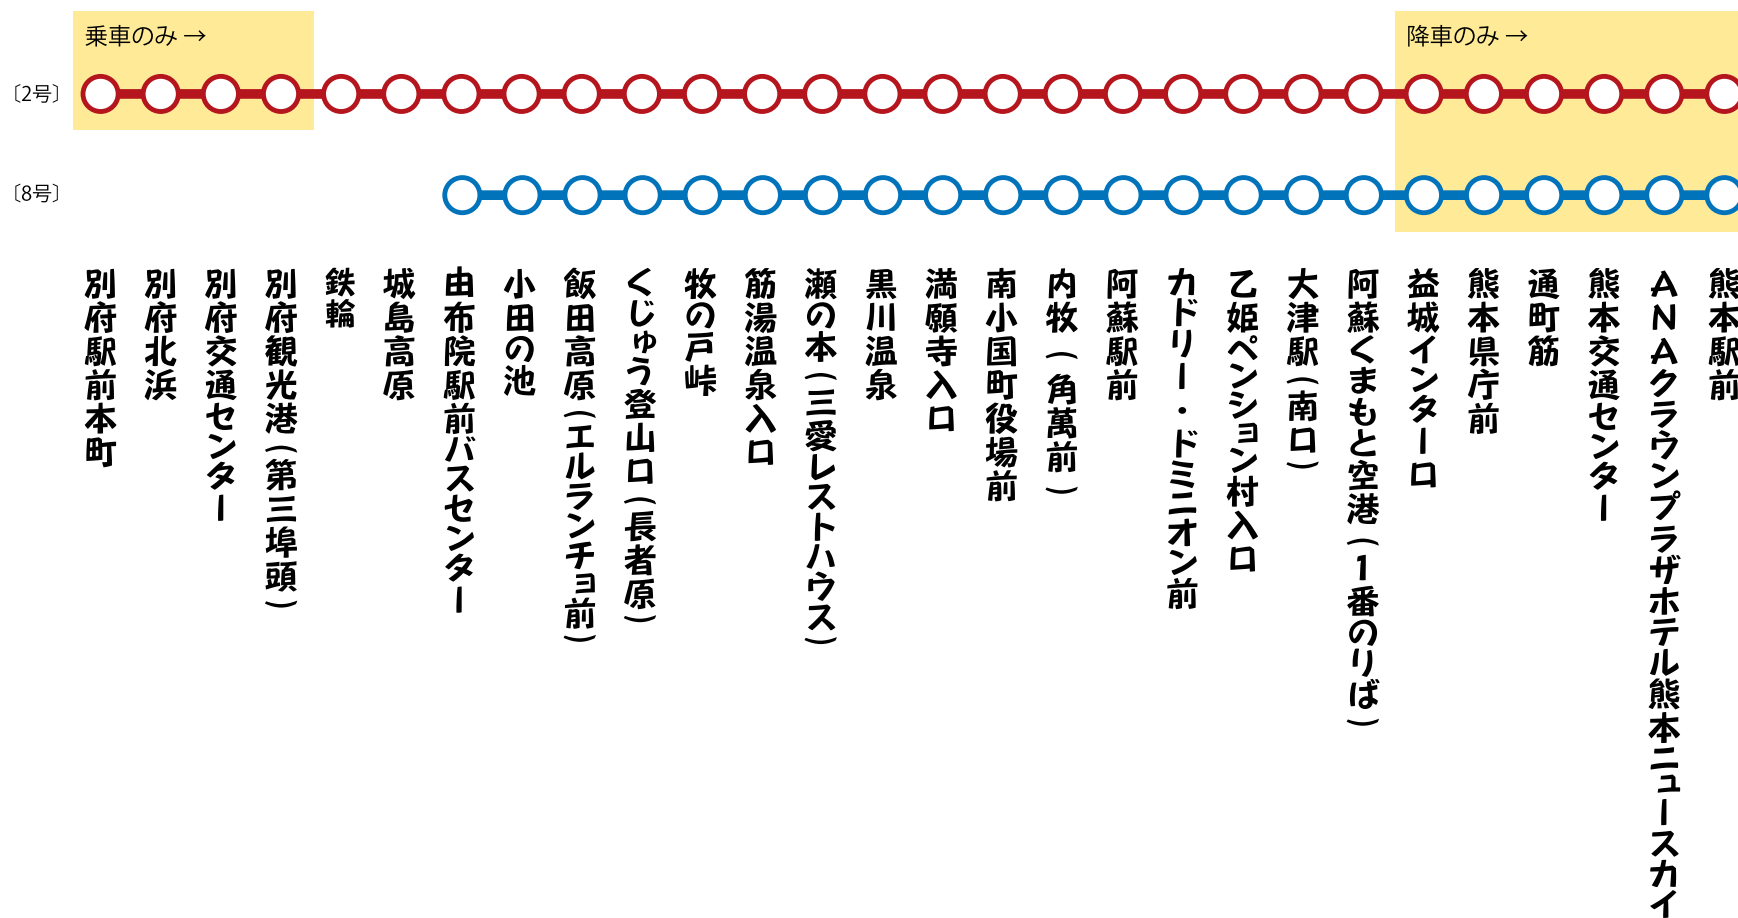 乗車のみ→
降車のみ→
〔2号〕
〔8号〕
別府駅前本町
別府北浜
別府交通センター
別府観光港(第三埠頭)
鉄輪
城島高原
由布院駅前バスセンター
小田の池
飯田高原(エルランチョ前)
くじゅう登山口(長者原)
牧の戸峠
筋湯温泉入口
瀬の本(三愛レストハウス)
黒川温泉
満願寺入口
南小国町役場前
内牧(角萬前)
阿蘇駅前
カドリー・ドミニオン前
乙姫ペンション村入口
大津駅(南口)
阿蘇くまもと空港(1番のりば)
益城インター口
熊本県庁前
通町筋
熊本交通センター
ANAクラウンプラザホテル熊本ニュースカイ
熊本駅前